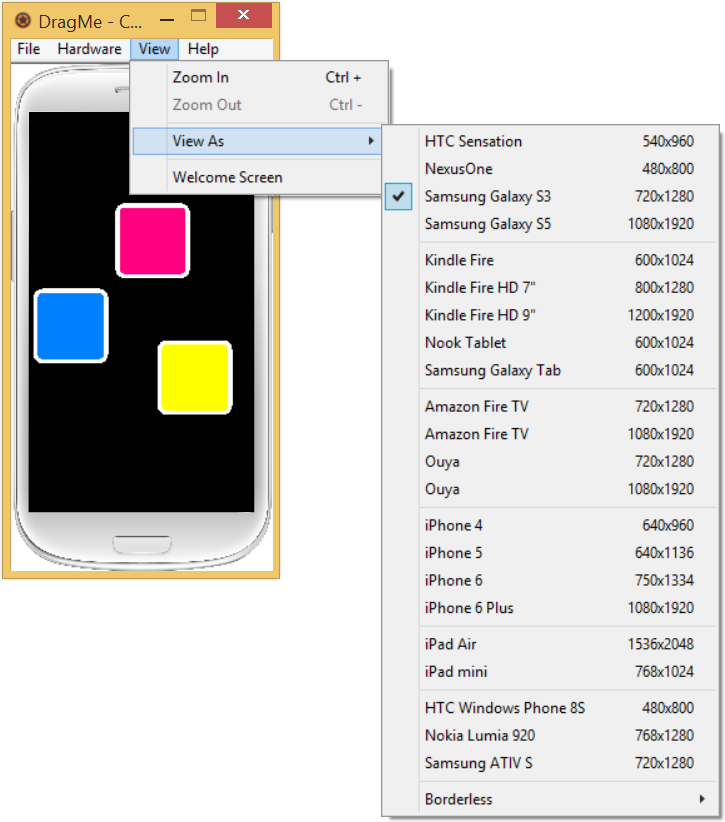 DragMe - C...
File Hardware View Help
Zoom In Ctrl +
Zoom Out Ctrl -
View As
Welcome Screen
HTC Sensation 540x960
NexusOne 480x800
Samsung Galaxy S3 720x1280
Samsung Galaxy S5 1080x1920
Kindle Fire 600x1024
Kindle Fire HD 7" 800x1280
Kindle Fire HD 9" 1200x1920
Nook Tablet 600x1024
Samsung Galaxy Tab 600x1024
Amazon Fire TV 720x1280
Amazon Fire TV 1080x1920
Ouya 720x1280
Ouya 1080x1920
iPhone 4 640x960
iPhone 5 640x1136
iPhone 6 750x1334
iPhone 6 Plus 1080x1920
iPad Air 1536x2048
iPad mini 768x1024
HTC Windows Phone 8S 480x800
Nokia Lumia 920 768x1280
Samsung ATIV S 720x1280
Borderless